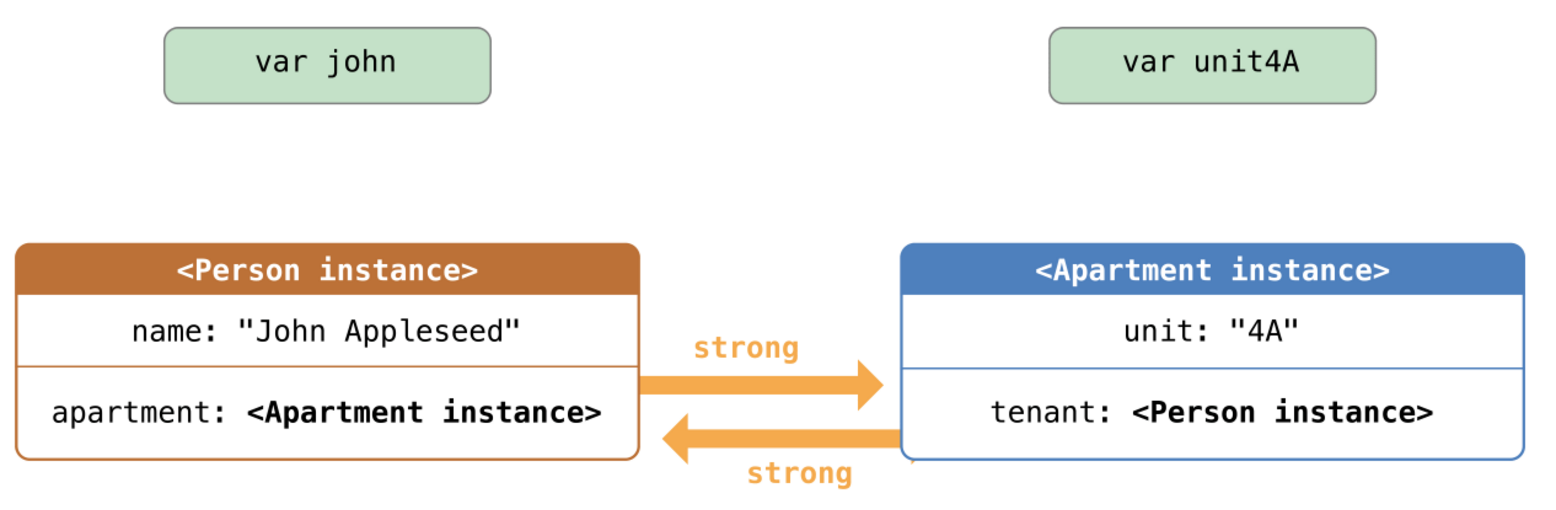 var john
var unit4A
<Person instance>
name: "John Appleseed"
apartment: <Apartment instance>
strong
strong
<Apartment instance>
unit: "4A"
tenant: <Person instance>